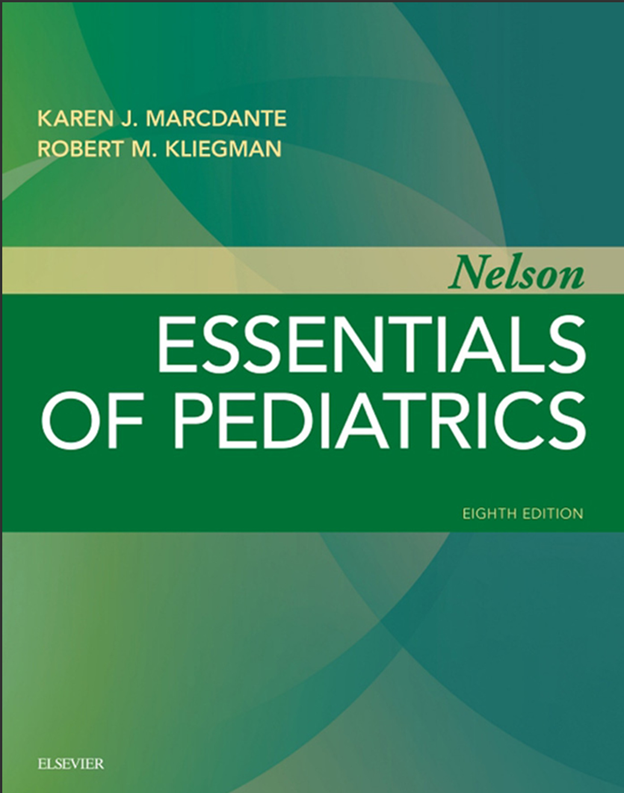 KAREN J. MARCDANTE
ROBERT M. KLIEGMAN
Nelson
ESSENTIALS
OF PEDIATRICS
EIGHTH EDITION
ELSEVIER